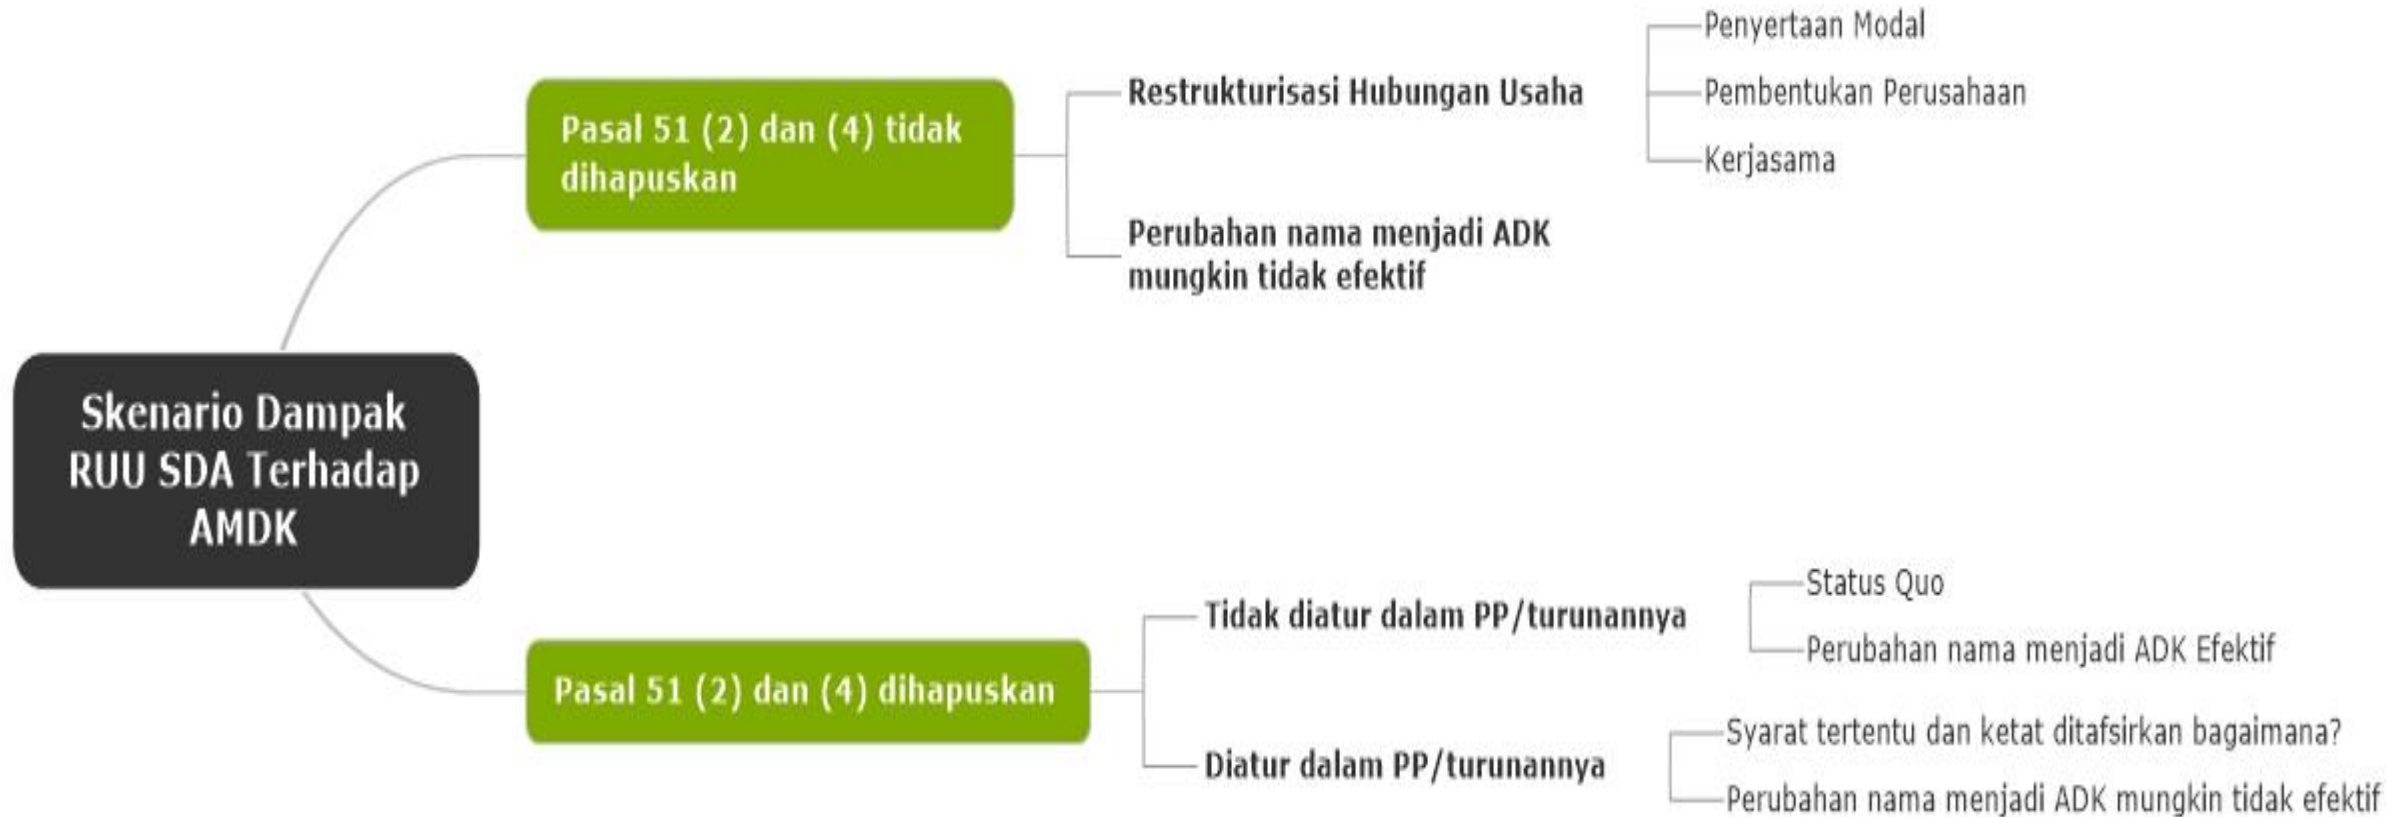 Skenario Dampak
RUU SDA Terhadap
AMDK
Pasal 51 (2) dan (4) tidak
dihapuskan
Restrukturisasi Hubungan Usaha
Penyertaan Modal
Pembentukan Perusahaan
Kerjasama
Perubahan nama menjadi ADK
mungkin tidak efektif
Pasal 51 (2) dan (4) dihapuskan
Tidak diatur dalam PP/turunannya
Status Quo
Perubahan nama menjadi ADK Efektif
Diatur dalam PP/turunannya
Syarat tertentu dan ketat ditafsirkan bagaimana?
Perubahan nama menjadi ADK mungkin tidak efektif